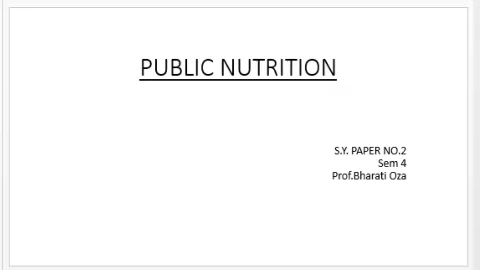 PUBLIC NUTRITION
S.Y. PAPER NO.2
Sem 4
Prof.Bharati Oza